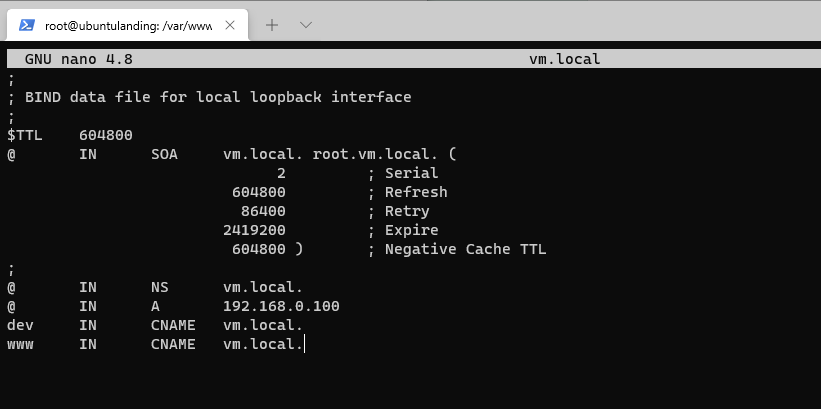 root@ubuntulanding: /var/www
GNU nano 4.8 vm.local
;
; BIND data file for local loopback interface
;
$TTL 604800
@ IN SOA vm.local. root.vm.local. (
2 ; Serial
604800 ; Refresh
86400 ; Retry
2419200 ; Expire
604800 ) ; Negative Cache TTL
;
@ IN NS vm.local.
@ IN A 192.168.0.100
dev IN CNAME vm.local.
www IN CNAME vm.local.